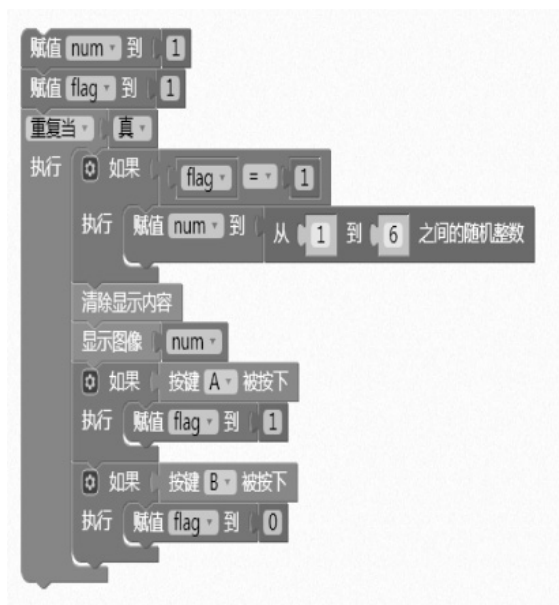 赋值 num 到 1
赋值 flag 到 1
重复当 真
执行 如果 flag = 1
执行 赋值 num 到 从 1 到 6 之间的随机整数
清除显示内容
显示图像 num
如果 按键 A 被按下
执行 赋值 flag 到 1
如果 按键 B 被按下
执行 赋值 flag 到 0